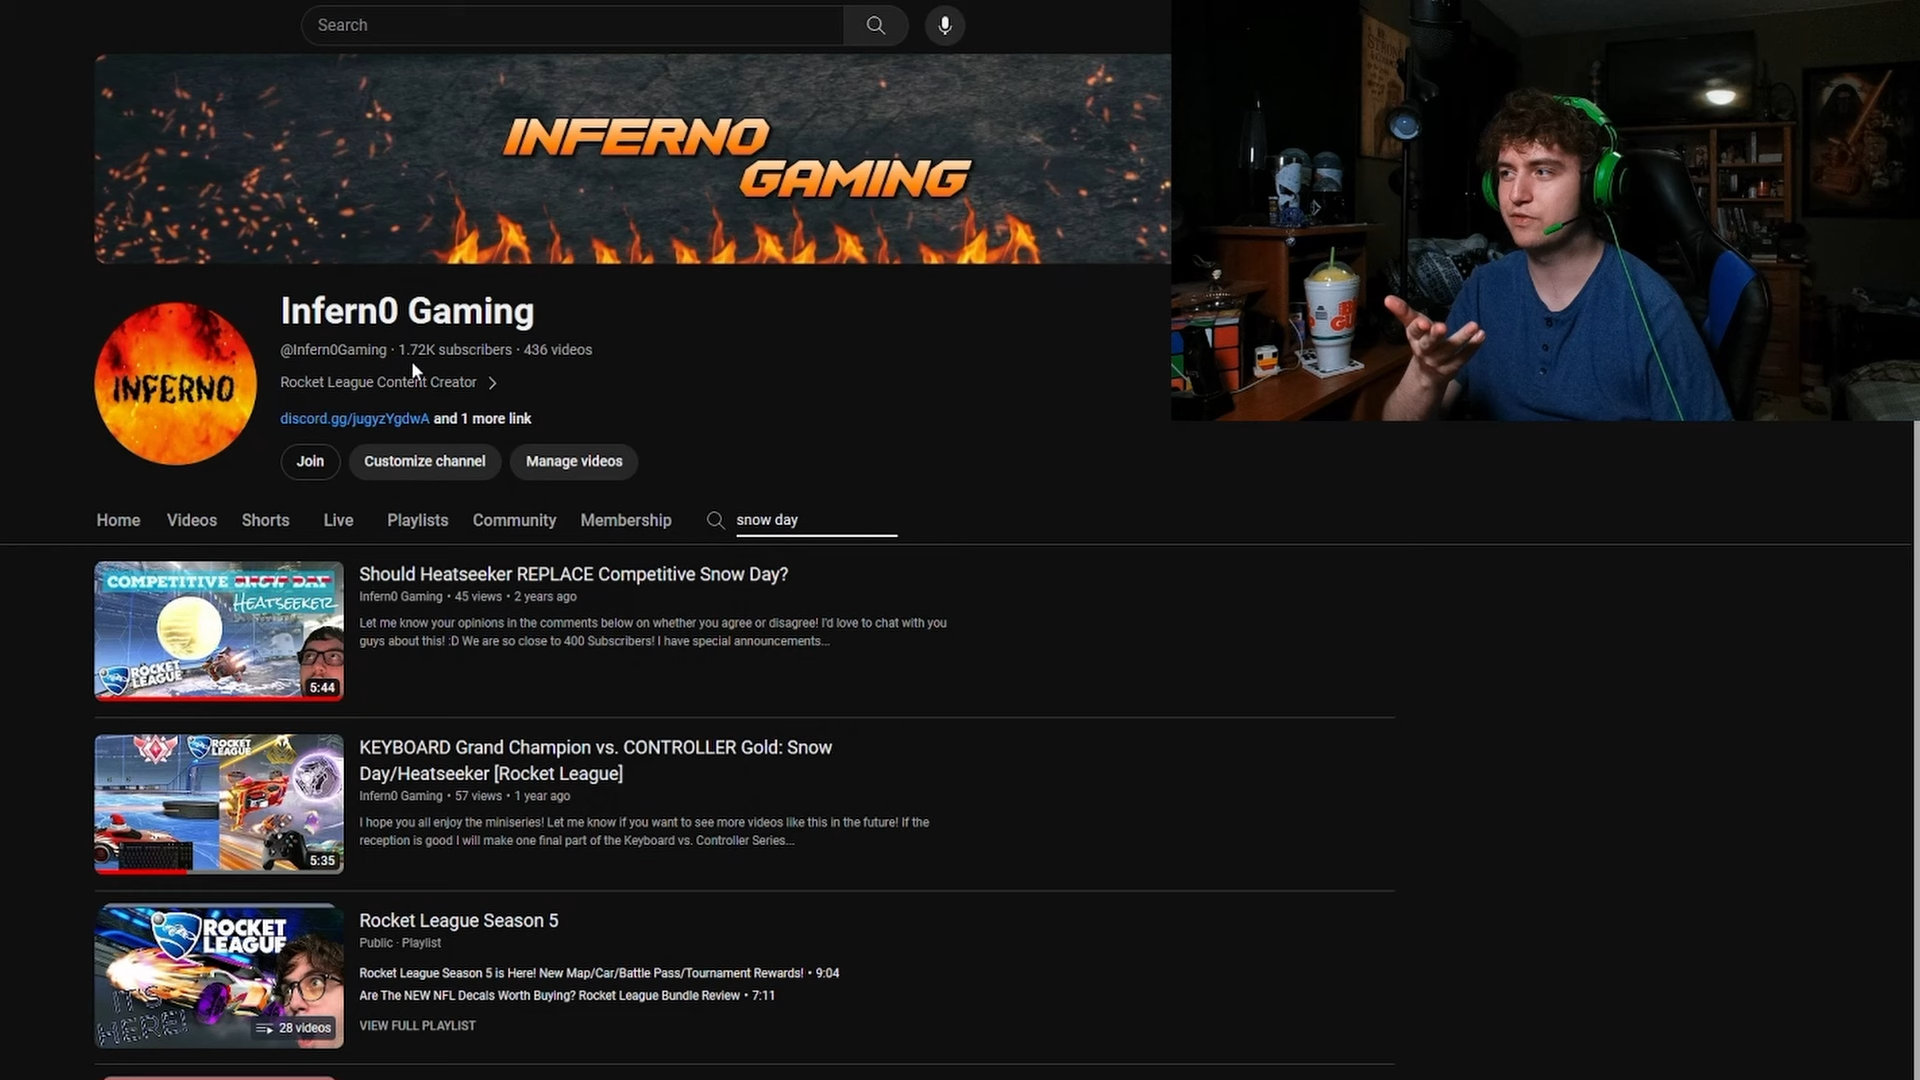 Search
INFERNO
GAMING
STRONG
INFERNO
Infern0 Gaming
@Infern0Gaming · 1.72K subscribers · 436 videos
Rocket League Content Creator
discord.gg/jugyzYgdwA and 1 more link
Join
Customize channel
Manage videos
Home
Videos
Shorts
Live
Playlists
Community
Membership
snow day
COMPETITIVE SNOW DAY
HEATSEEKER
ROCKET
LEAGUE
5:44
Should Heatseeker REPLACE Competitive Snow Day?
Infern0 Gaming • 45 views • 2 years ago
Let me know your opinions in the comments below on whether you agree or disagree! I'd love to chat with you
guys about this! :D We are so close to 400 Subscribers! I have special announcements...
ROCKET
LEAGUE
5:35
KEYBOARD Grand Champion vs. CONTROLLER Gold: Snow
Day/Heatseeker [Rocket League]
Infern0 Gaming • 57 views • 1 year ago
I hope you all enjoy the miniseries! Let me know if you want to see more videos like this in the future! If the
reception is good I will make one final part of the Keyboard vs. Controller Series...
ROCKET
LEAGUE
IT'S
HERE!
28 videos
Rocket League Season 5
Public · Playlist
Rocket League Season 5 is Here! New Map/Car/Battle Pass/Tournament Rewards! • 9:04
Are The NEW NFL Decals Worth Buying? Rocket League Bundle Review • 7:11
VIEW FULL PLAYLIST